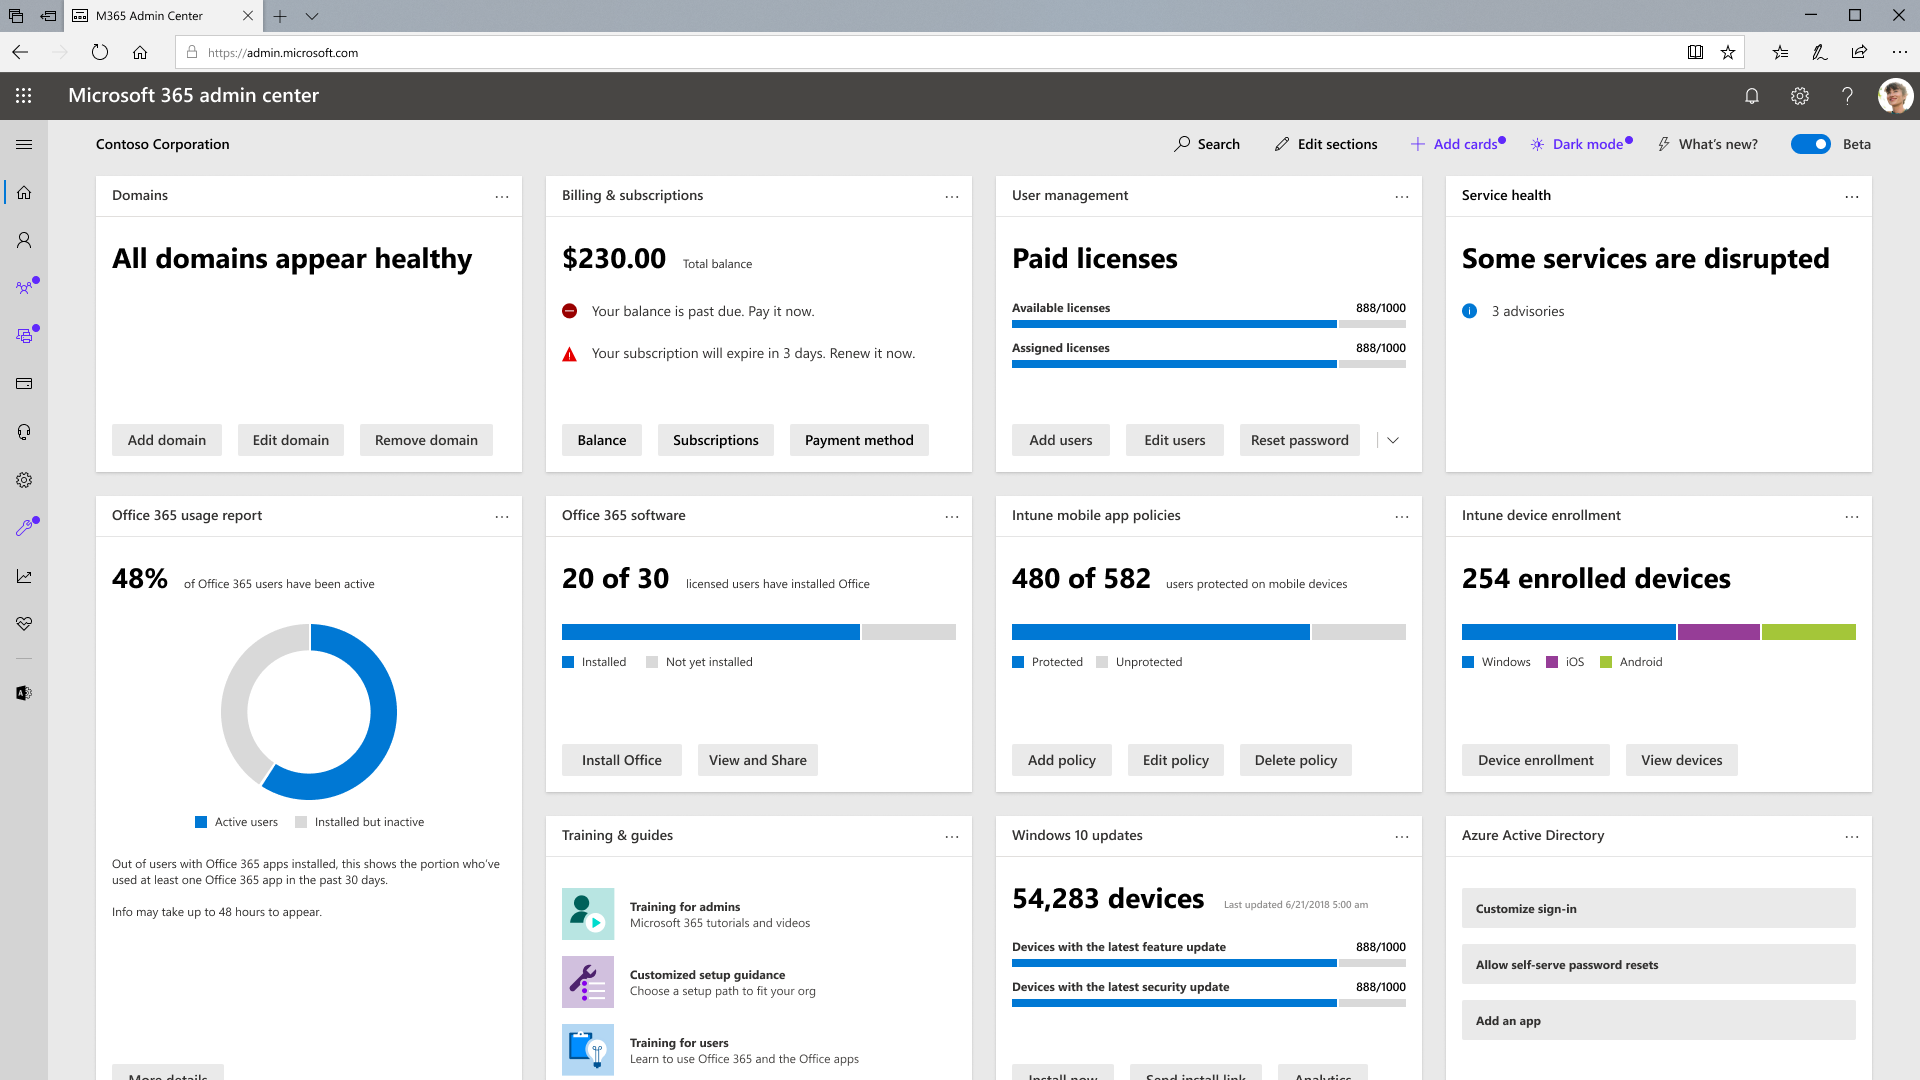 M365 Admin Center
https://admin.microsoft.com
Microsoft 365 admin center
Contoso Corporation
Search
Edit sections
Add cards
Dark mode
What's new?
Beta
Domains
All domains appear healthy
Add domain
Edit domain
Remove domain
Billing & subscriptions
$230.00 Total balance
Your balance is past due. Pay it now.
Your subscription will expire in 3 days. Renew it now.
Balance
Subscriptions
Payment method
User management
Paid licenses
Available licenses 888/1000
Assigned licenses 888/1000
Add users
Edit users
Reset password
Service health
Some services are disrupted
3 advisories
Office 365 usage report
48% of Office 365 users have been active
Active users
Installed but inactive
Out of users with Office 365 apps installed, this shows the portion who've
used at least one Office 365 app in the past 30 days.
Info may take up to 48 hours to appear.
More details
Office 365 software
20 of 30 licensed users have installed Office
Installed
Not yet installed
Install Office
View and Share
Intune mobile app policies
480 of 582 users protected on mobile devices
Protected
Unprotected
Add policy
Edit policy
Delete policy
Intune device enrollment
254 enrolled devices
Windows
iOS
Android
Device enrollment
View devices
Training & guides
Training for admins
Microsoft 365 tutorials and videos
Customized setup guidance
Choose a setup path to fit your org
Training for users
Learn to use Office 365 and the Office apps
Windows 10 updates
54,283 devices Last updated 6/21/2018 5:00 am
Devices with the latest feature update 888/1000
Devices with the latest security update 888/1000
Install now
Send install link
Analytics
Azure Active Directory
Customize sign-in
Allow self-serve password resets
Add an app